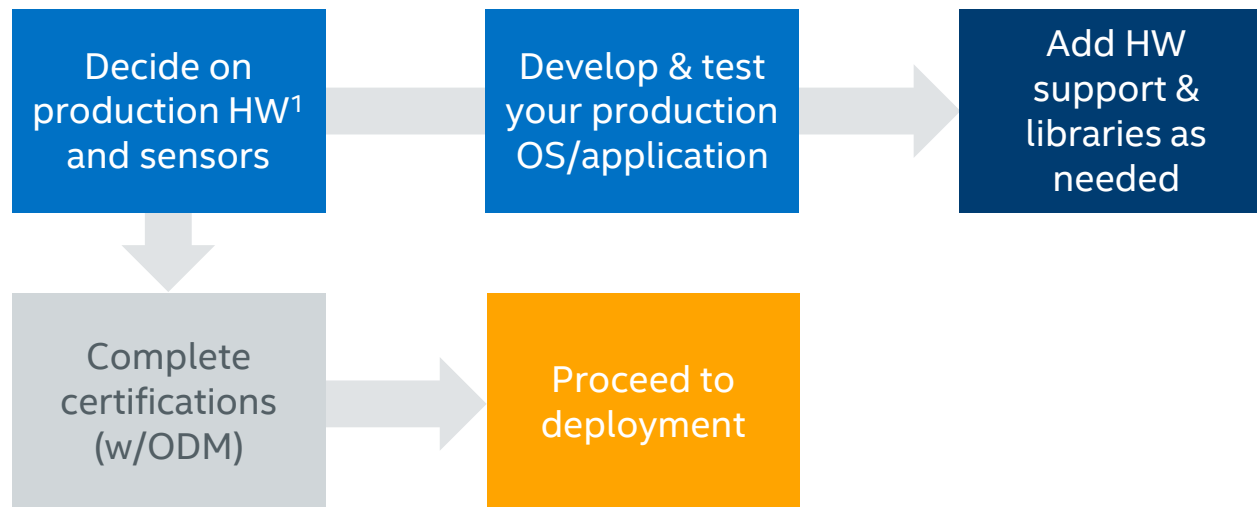 Decide on
production HW¹
and sensors
Develop & test
your production
OS/application
Add HW
support &
libraries as
needed
Complete
certifications
(w/ODM)
Proceed to
deployment